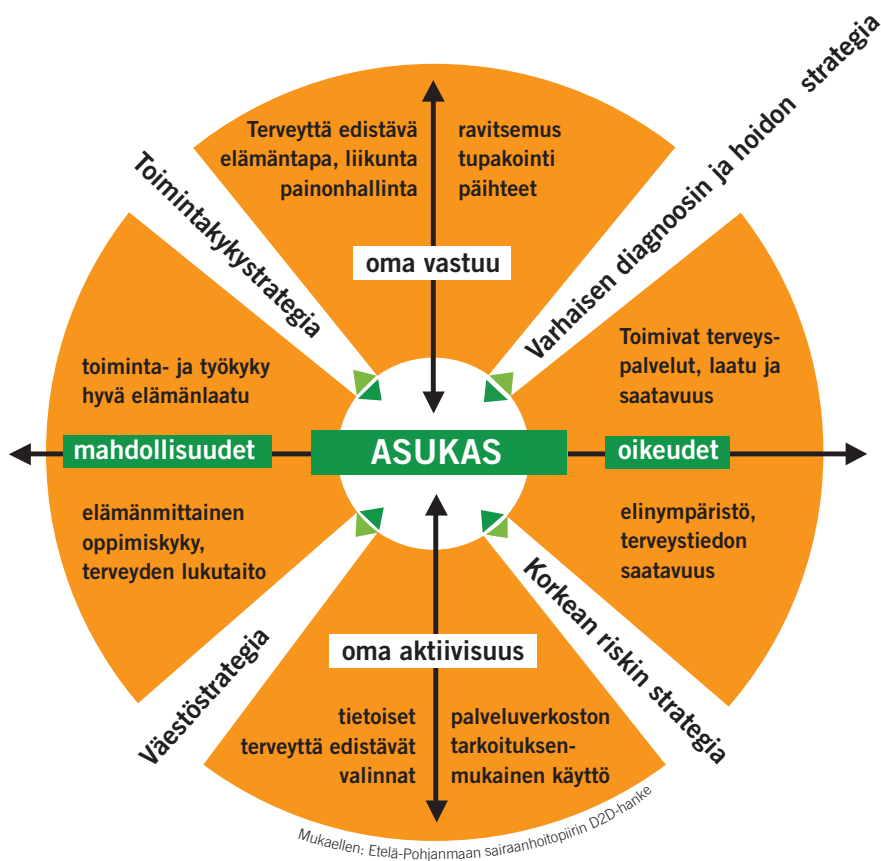 Terveyttä edistävä
elämäntapa, liikunta
painonhallinta
ravitsemus
tupakointi
päihteet
oma vastuu
Toimintakykystrategia
Varhaisen diagnoosin ja hoidon strategia
toiminta- ja työkyky
hyvä elämänlaatu
Toimivat terveys-
palvelut, laatu ja
saatavuus
mahdollisuudet
ASUKAS
oikeudet
elämänmittainen
oppimiskyky,
terveyden lukutaito
elinympäristö,
terveystiedon
saatavuus
Väestöstrategia
Korkean riskin strategia
oma aktiivisuus
tietoiset
terveyttä edistävät
valinnat
palveluverkoston
tarkoituksen-
mukainen käyttö
Mukaellen: Etelä-Pohjanmaan sairaanhoitopiirin D2D-hanke